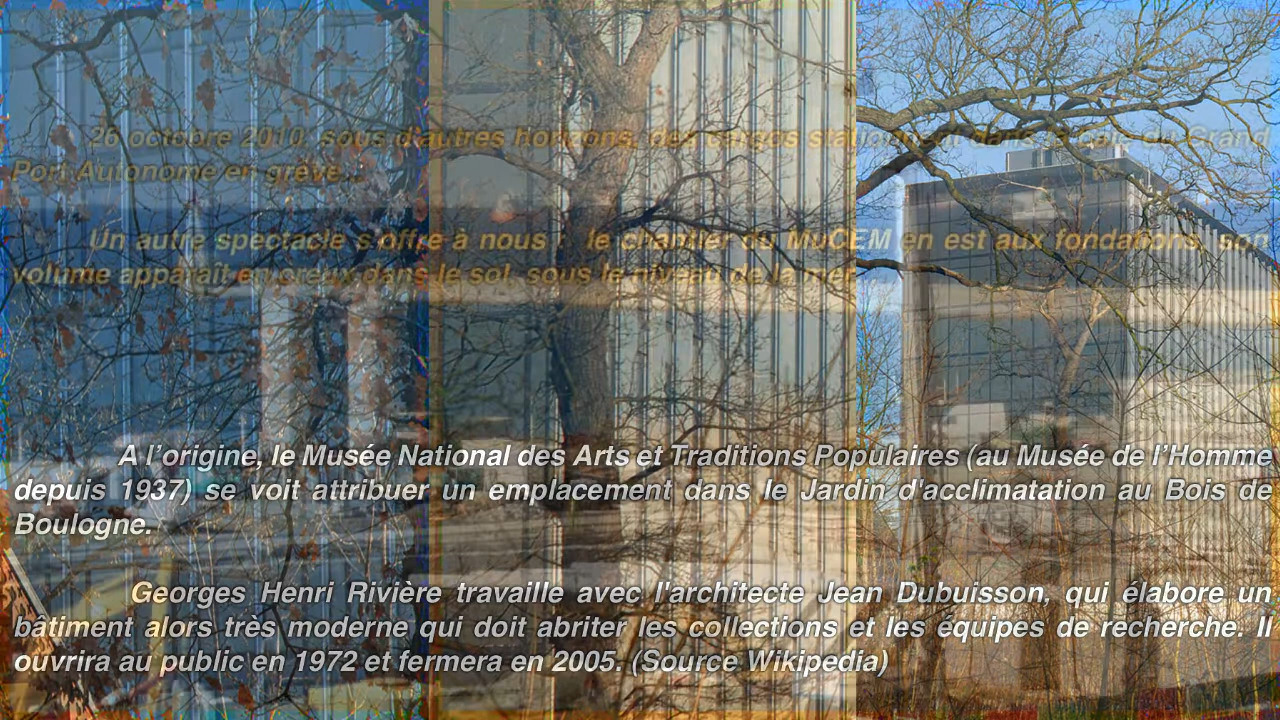 26 octobre 2010, sous d'autres horizons, des cargos du Grand
Port Autonome en grève...
Un autre spectacle s'offre à nous : le chantier du MuCEM en est aux fondations, son
volume apparaît en creux dans le sol, sous le niveau de la mer
A l'origine, le Musée National des Arts et Traditions Populaires (au Musée de l’Homme
depuis 1937) se voit attribuer un emplacement dans le Jardin d'acclimatation au Bois de
Boulogne.
Georges Henri Rivière travaille avec l'architecte Jean Dubuisson, qui élabore un
bâtiment alors très moderne qui doit abriter les collections et les équipes de recherche. Il
ouvrira au public en 1972 et fermera en 2005. (Source Wikipedia)